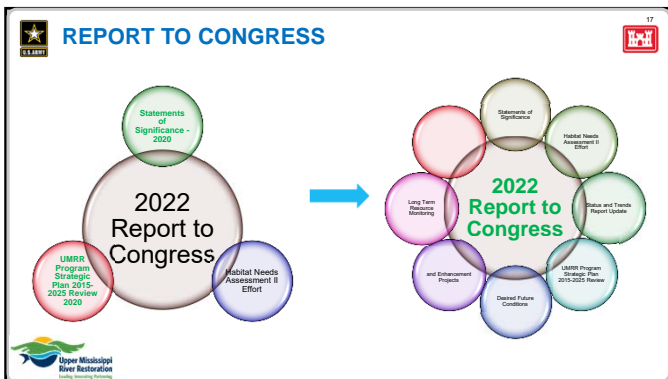 17
U.S. ARMY
REPORT TO CONGRESS
Statements
of
Significance -
2020
2022
Report to
Congress
UMRR
Program
Strategic
Plan 2015-
2025 Review
2020
Habitat Needs
Assessment II
Effort
Statements of
Significance
Habitat Needs
Assessment II
Effort
Status and Trends
Report Update
UMRR Program
Strategic Plan
2015-2025 Review
Desired Future
Conditions
and Enhancement
Projects
Long Term
Resource
Monitoring
2022
Report to
Congress
Upper Mississippi
River Restoration
Leading Innovating Partnering